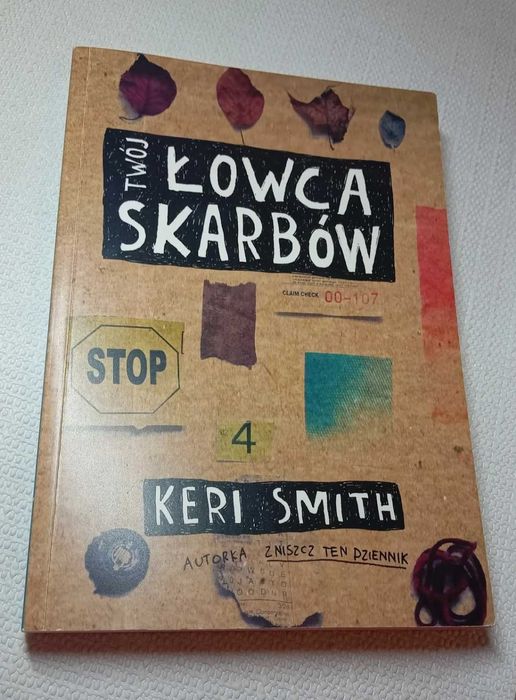 TWÓJ
ŁOWCA
SKARBÓW
CLAIM CHECK 00-107
STOP
4
KERI SMITH
AUTORKA ZNISZCZ TEN DZIENNIK